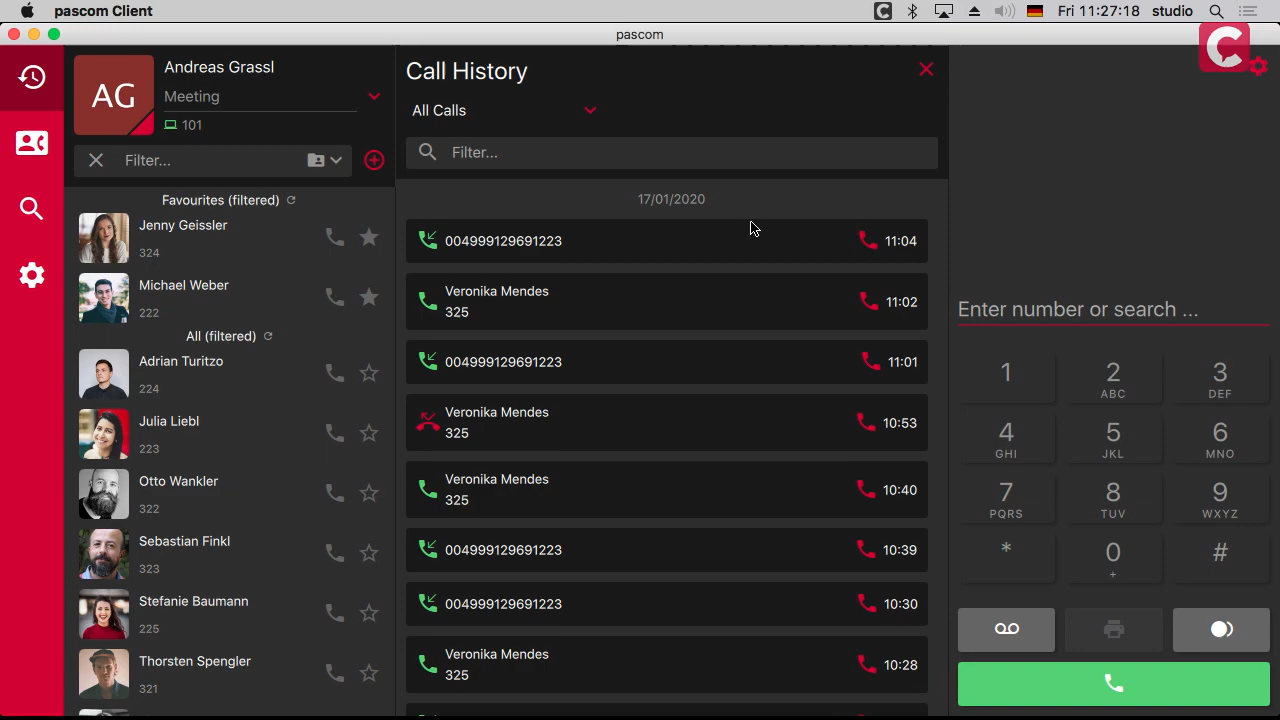 pascom Client
Fri 11:27:18 studio
pascom
AG
Andreas Grassl
Meeting
101
Filter...
Favourites (filtered)
Jenny Geissler
324
Michael Weber
222
All (filtered)
Adrian Turitzo
224
Julia Liebl
223
Otto Wankler
322
Sebastian Finkl
323
Stefanie Baumann
225
Thorsten Spengler
321
Call History
All Calls
Filter...
17/01/2020
004999129691223 11:04
Veronika Mendes
325
11:02
004999129691223 11:01
Veronika Mendes
325
10:53
Veronika Mendes
325
10:40
004999129691223 10:39
004999129691223 10:30
Veronika Mendes
325
10:28
Enter number or search ...
1 2 3
ABC DEF
4 5 6
GHI JKL MNO
7 8 9
PQRS TUV WXYZ
* 0 #
+